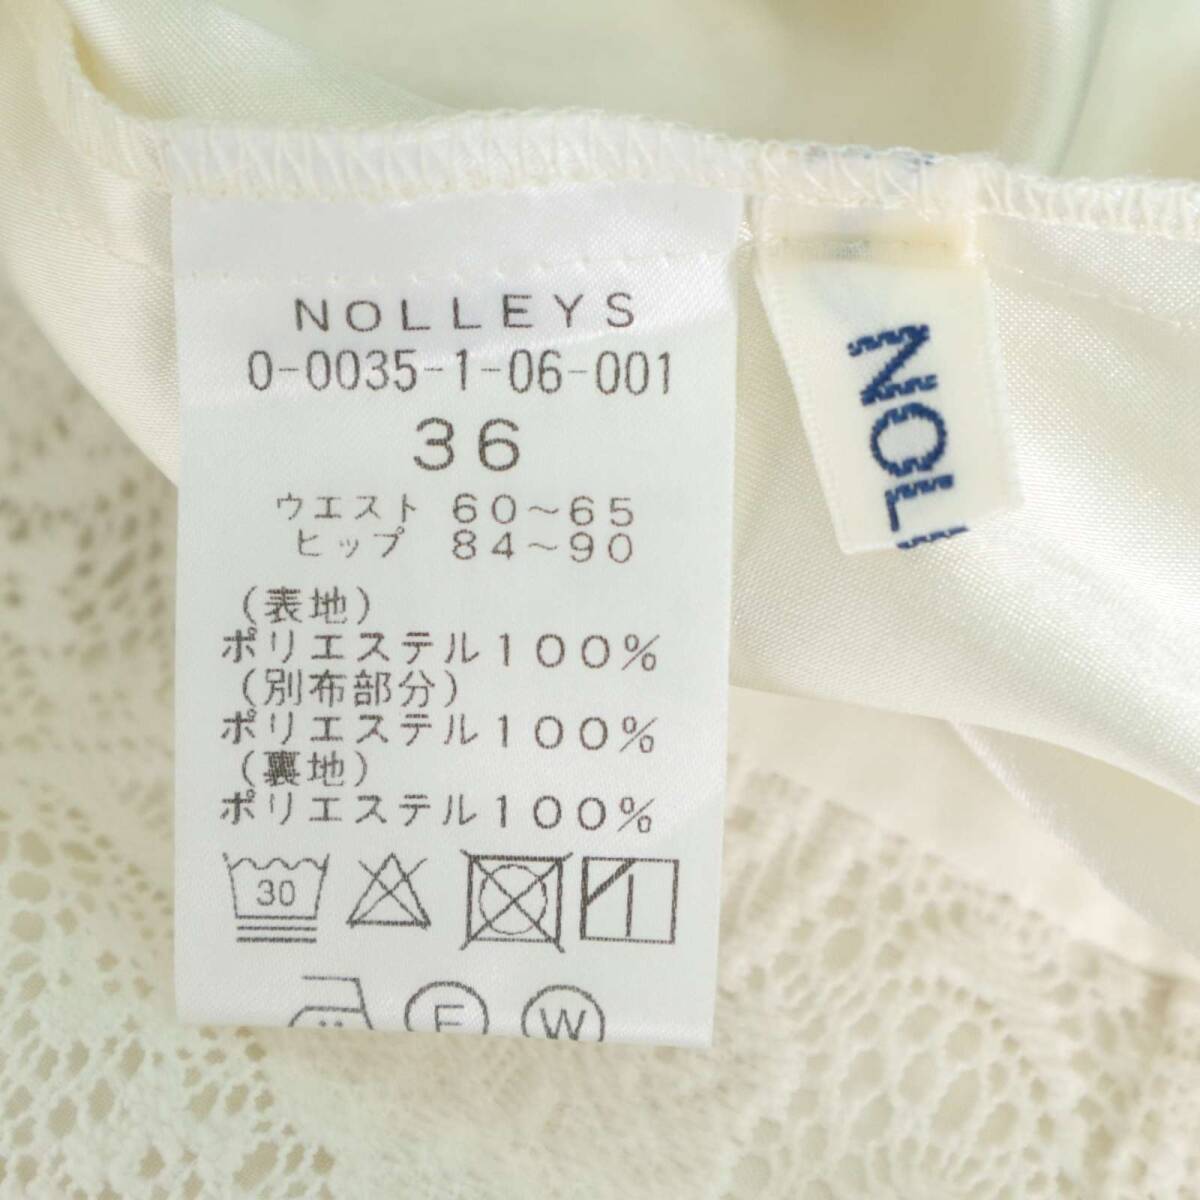 NOLLEYS
0-0035-1-06-001
36
ウエスト 60～65
ヒップ 84～90
(表地)
ポリエステル100%
(別布部分)
ポリエステル100%
(裏地)
ポリエステル100%
30
F W
NOL